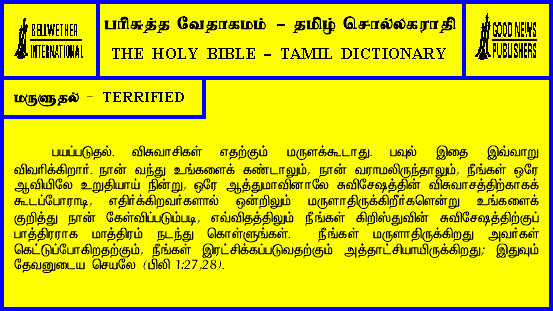 BELLWETHER
INTERNATIONAL
பரிசுத்த வேதாகமம் - தமிழ் சொல்லகராதி
THE HOLY BIBLE - TAMIL DICTIONARY
GOOD NEWS
PUBLISHERS
மருளுதல் - TERRIFIED
பயப்படுதல். விசுவாசிகள் எதற்கும் மருளக்கூடாது. பவுல் இதை இவ்வாறு
விவரிக்கிறார். நான் வந்து உங்களைக் கண்டாலும், நான் வராமலிருந்தாலும், நீங்கள் ஒரே
ஆவியிலே உறுதியாய் நின்று, ஒரே ஆத்துமாவினாலே சுவிசேஷத்தின் விசுவாசத்திற்காகக்
கூடப்போராடி, எதிர்க்கிறவர்களால் ஒன்றிலும் மருளாதிருக்கிறீர்களென்று உங்களைக்
குறித்து நான் கேள்விப்படும்படி, எவ்விதத்திலும் நீங்கள் கிறிஸ்துவின் சுவிசேஷத்திற்குப்
பாத்திரராக மாத்திரம் நடந்து கொள்ளுங்கள். நீங்கள் மருளாதிருக்கிறது அவர்கள்
கெட்டுப்போகிறதற்கும், நீங்கள் இரட்சிக்கப்படுவதற்கும் அத்தாட்சியாயிருக்கிறது; இதுவும்
தேவனுடைய செயலே (பிலி 1:27,28).